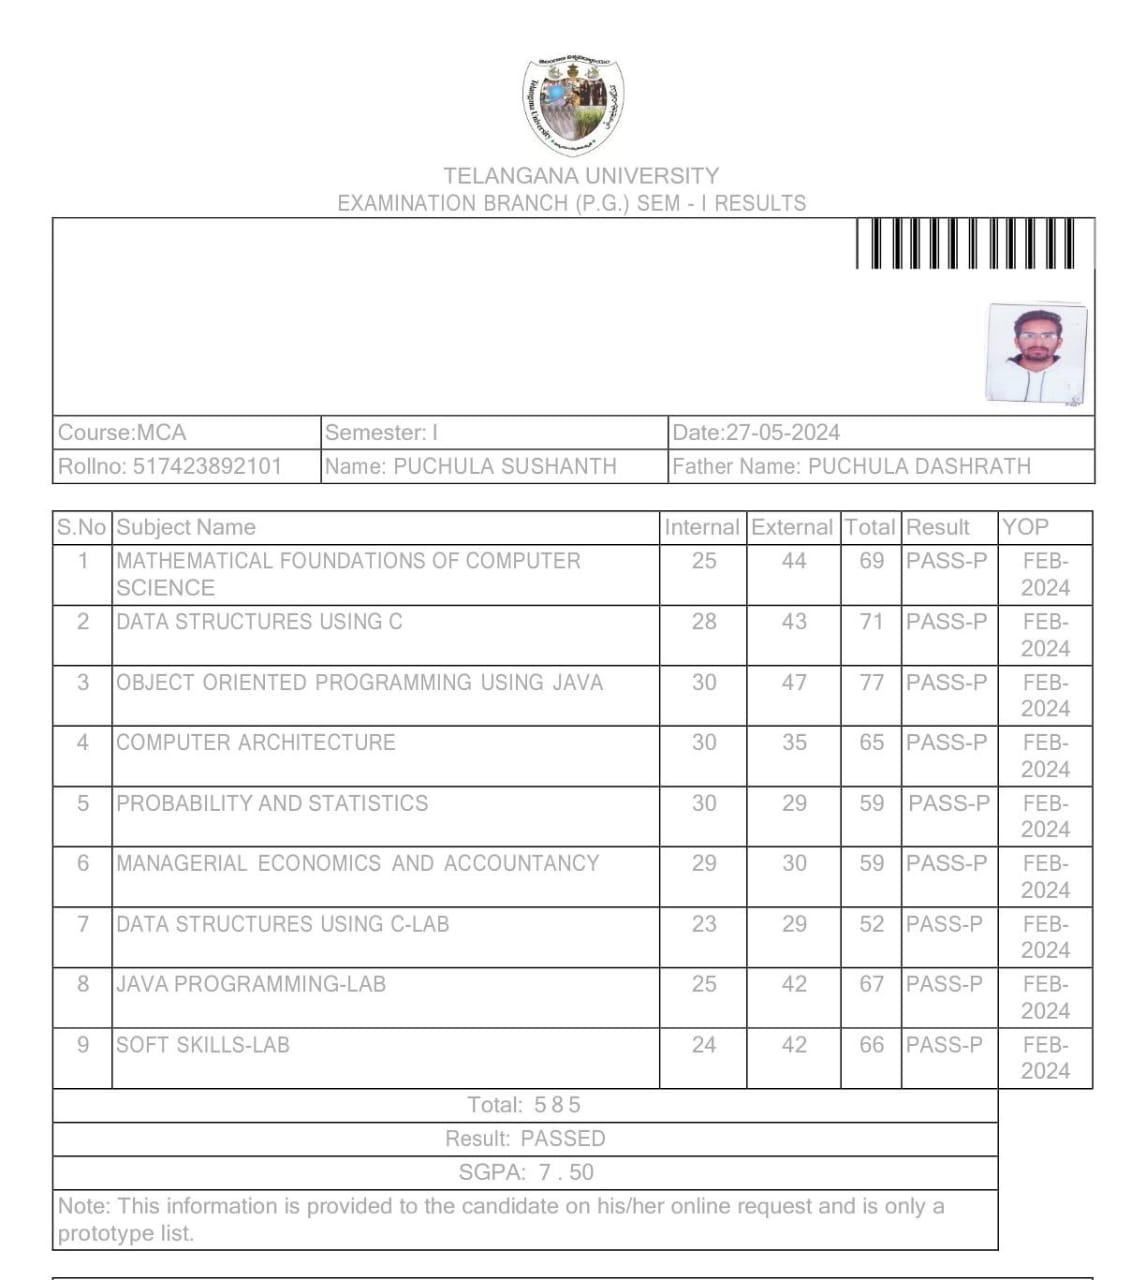 Telangana University
TELANGANA UNIVERSITY
EXAMINATION BRANCH (P.G.) SEM - I RESULTS
Course:MCA Semester: I Date:27-05-2024
Rollno: 517423892101 Name: PUCHULA SUSHANTH Father Name: PUCHULA DASHRATH
S.No Subject Name Internal External Total Result YOP
1 MATHEMATICAL FOUNDATIONS OF COMPUTER 25 44 69 PASS-P FEB-
SCIENCE 2024
2 DATA STRUCTURES USING C 28 43 71 PASS-P FEB-
2024
3 OBJECT ORIENTED PROGRAMMING USING JAVA 30 47 77 PASS-P FEB-
2024
4 COMPUTER ARCHITECTURE 30 35 65 PASS-P FEB-
2024
5 PROBABILITY AND STATISTICS 30 29 59 PASS-P FEB-
2024
6 MANAGERIAL ECONOMICS AND ACCOUNTANCY 29 30 59 PASS-P FEB-
2024
7 DATA STRUCTURES USING C-LAB 23 29 52 PASS-P FEB-
2024
8 JAVA PROGRAMMING-LAB 25 42 67 PASS-P FEB-
2024
9 SOFT SKILLS-LAB 24 42 66 PASS-P FEB-
2024
Total: 5 8 5
Result: PASSED
SGPA: 7 . 50
Note: This information is provided to the candidate on his/her online request and is only a
prototype list.